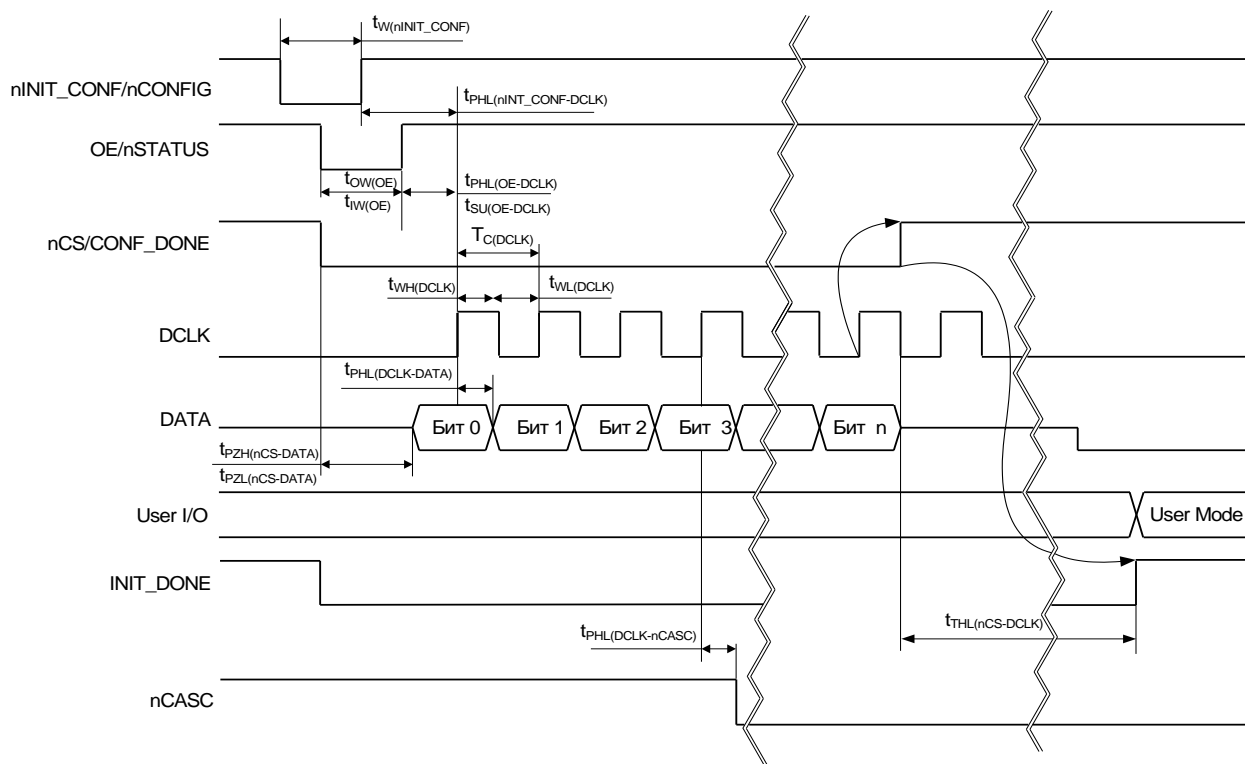 tW(nINIT_CONF)
nINIT_CONF/nCONFIG
tPHL(nINT_CONF-DCLK)
OE/nSTATUS
tOW(OE)
tPHL(OE-DCLK)
tIW(OE)
tSU(OE-DCLK)
nCS/CONF_DONE
TC(DCLK)
tWH(DCLK)
tWL(DCLK)
DCLK
tPHL(DCLK-DATA)
DATA
Бит 0
Бит 1
Бит 2
Бит 3
Бит n
tPZH(nCS-DATA)
tPZL(nCS-DATA)
User I/O
User Mode
INIT_DONE
tPHL(DCLK-nCASC)
tTHL(nCS-DCLK)
nCASC